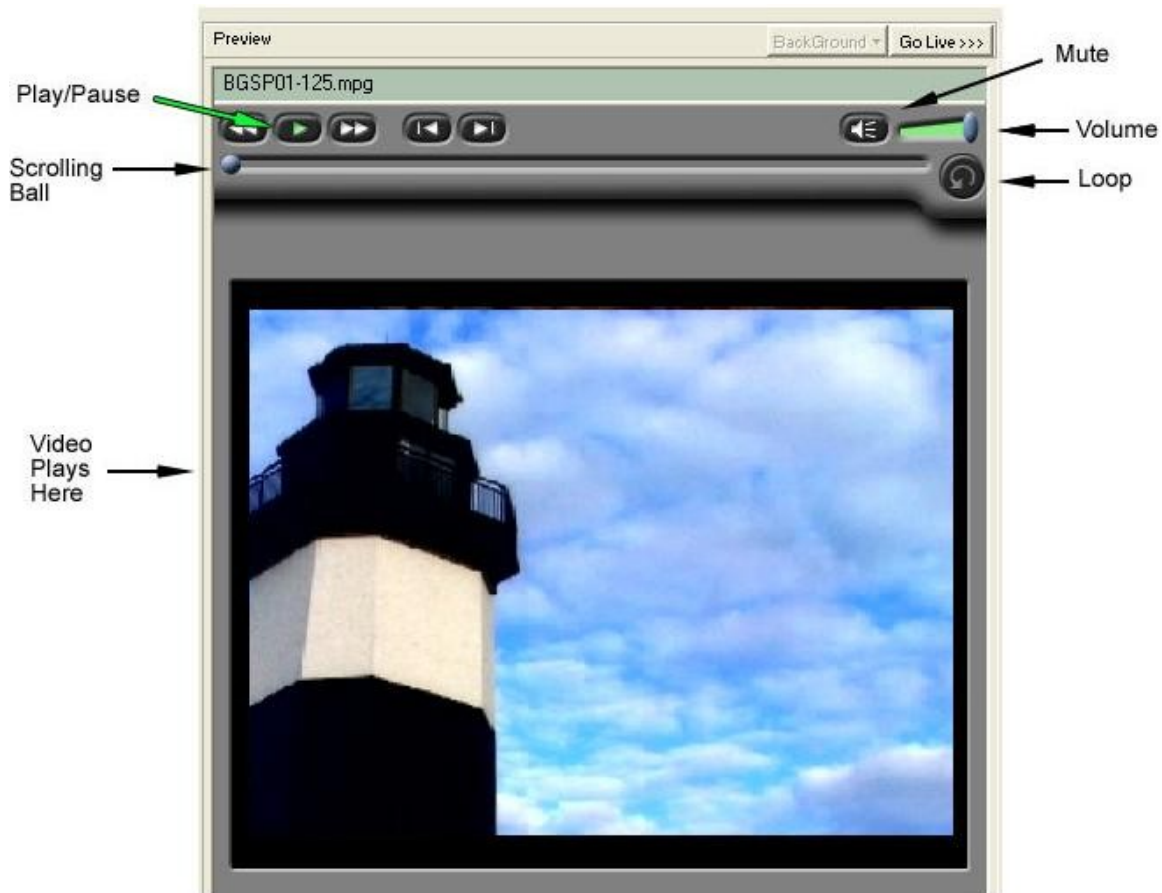 Preview
BackGround
Go Live >>>
BGSP01-125.mpg
Mute
Play/Pause
Volume
Scrolling
Ball
Loop
Video
Plays
Here